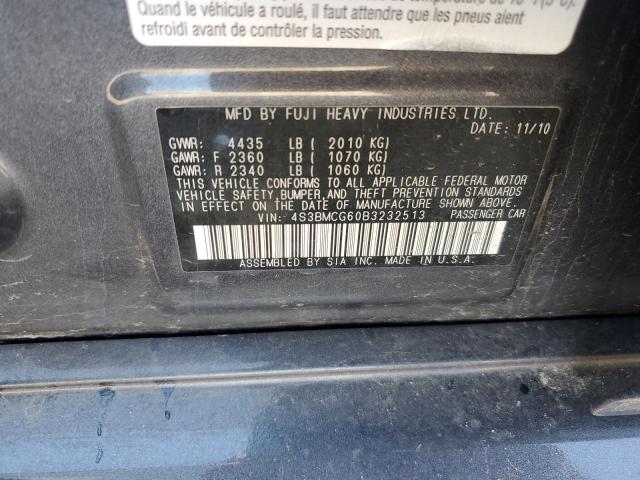 Quand le véhicule a roulé, il faut attendre que les pneus aient
refroidi avant de contrôler la pression.
MFD BY FUJI HEAVY INDUSTRIES LTD.
DATE: 11/10
GVWR: 4435 LB ( 2010 KG)
GAWR: F 2360 LB ( 1070 KG)
GAWR: R 2340 LB ( 1060 KG)
THIS VEHICLE CONFORMS TO ALL APPLICABLE FEDERAL MOTOR
VEHICLE SAFETY, BUMPER, AND THEFT PREVENTION STANDARDS
IN EFFECT ON THE DATE OF MANUFACTURE SHOWN ABOVE.
VIN: 4S3BMCG60B3232513 PASSENGER CAR
ASSEMBLED BY SIA INC. MADE IN U.S.A.